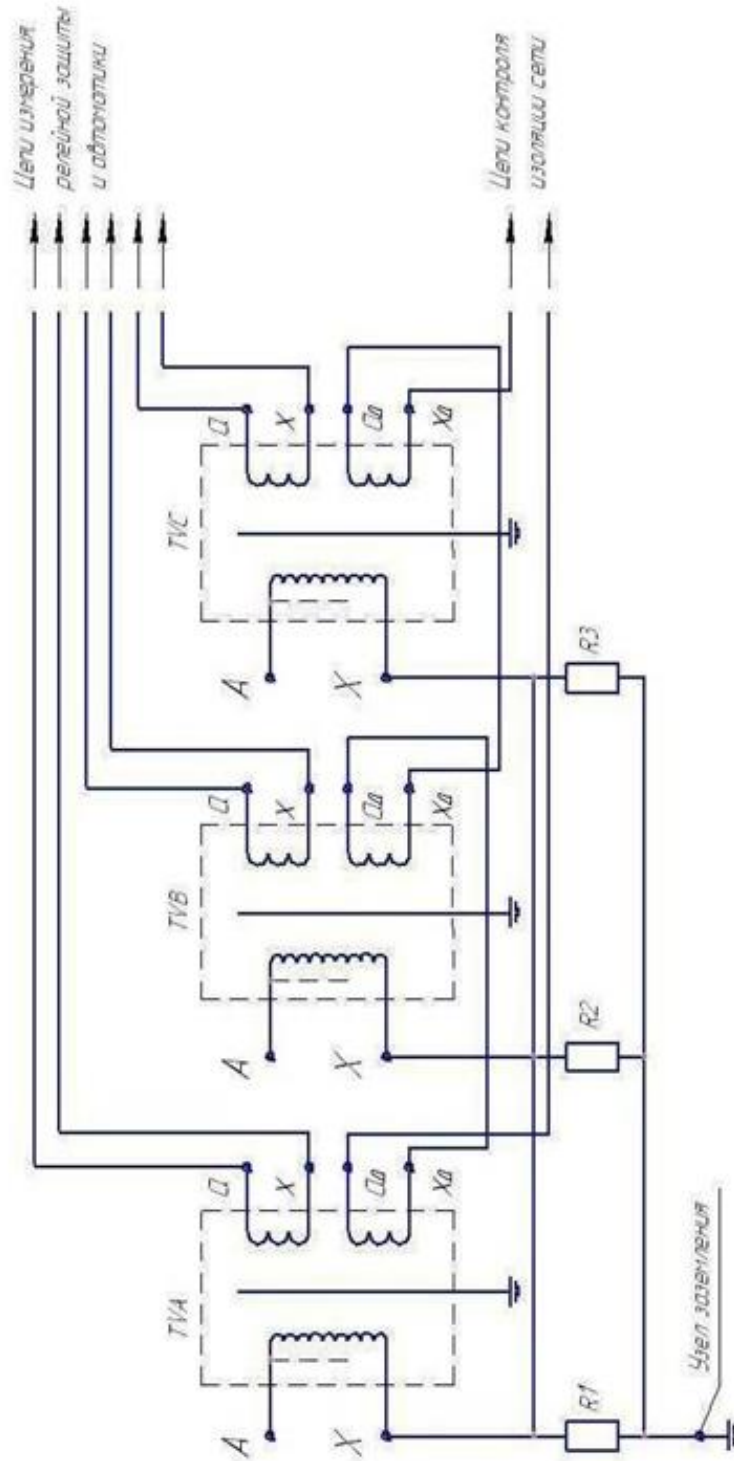 Цепи измерения
релейной защиты
и автоматики
Цепи контроля
изоляции сети
TVA
A
X
a
x
aд
xд
R1
TVB
A
X
a
x
aд
xд
R2
TVC
A
X
a
x
aд
xд
R3
Узел заземления